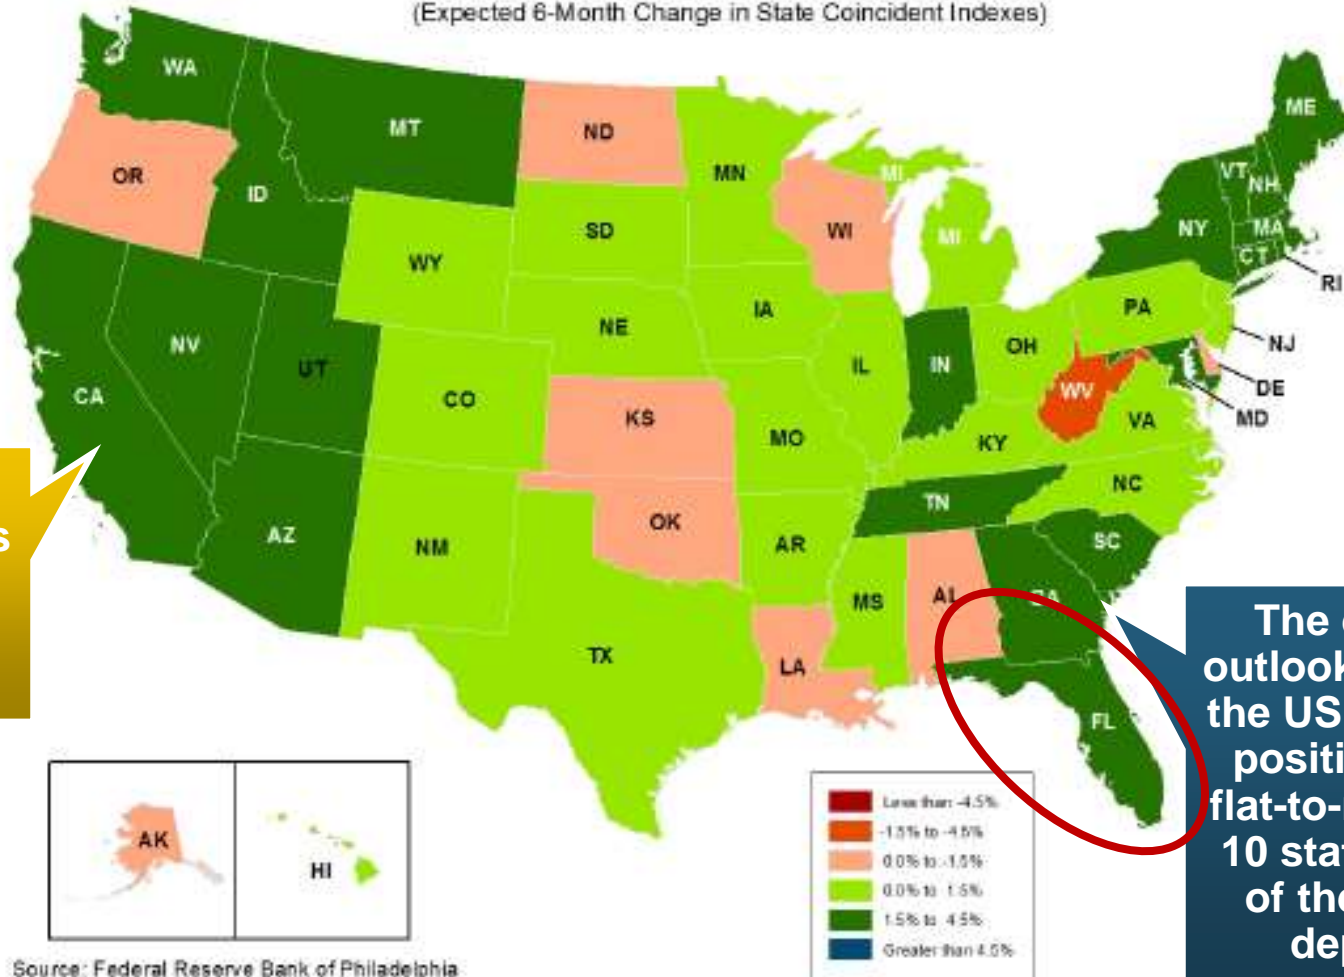 (Expected 6-Month Change in State Coincident Indexes)
WA
MT
ND
MN
ME
OR
ID
SD
WI
MI
MI
VT
NH
NY
MA
CT
RI
WY
IA
PA
NV
NE
NJ
UT
CO
IL
IN
OH
DE
CA
KS
MO
WV
VA
MD
KY
NC
AZ
NM
OK
AR
TN
SC
MS
AL
GA
TX
LA
FL
AK
HI
s
The
outlook
the US
positi
flat-to-
10 stat
of the
dep
Less than -4.5%
-1.5% to -4.5%
0.0% to -1.5%
0.0% to 1.5%
1.5% to 4.5%
Greater than 4.5%
Source: Federal Reserve Bank of Philadelphia